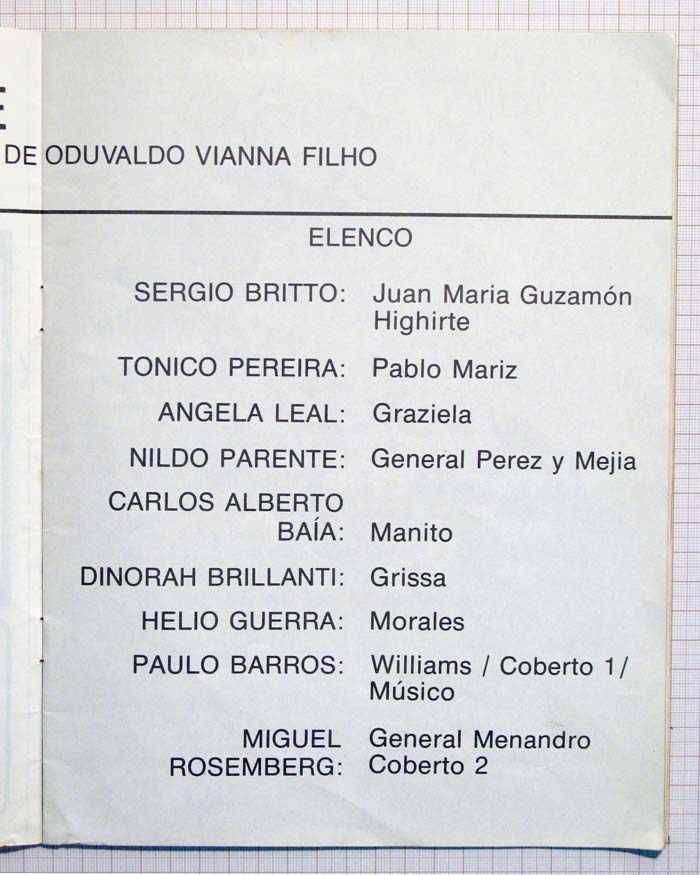 E
DE ODUVALDO VIANNA FILHO
ELENCO
SERGIO BRITTO: Juan Maria Guzamón
Highirte
TONICO PEREIRA: Pablo Mariz
ANGELA LEAL: Graziela
NILDO PARENTE: General Perez y Mejia
CARLOS ALBERTO
BAÍA: Manito
DINORAH BRILLANTI: Grissa
HELIO GUERRA: Morales
PAULO BARROS: Williams / Coberto 1/
Músico
MIGUEL General Menandro
ROSEMBERG: Coberto 2